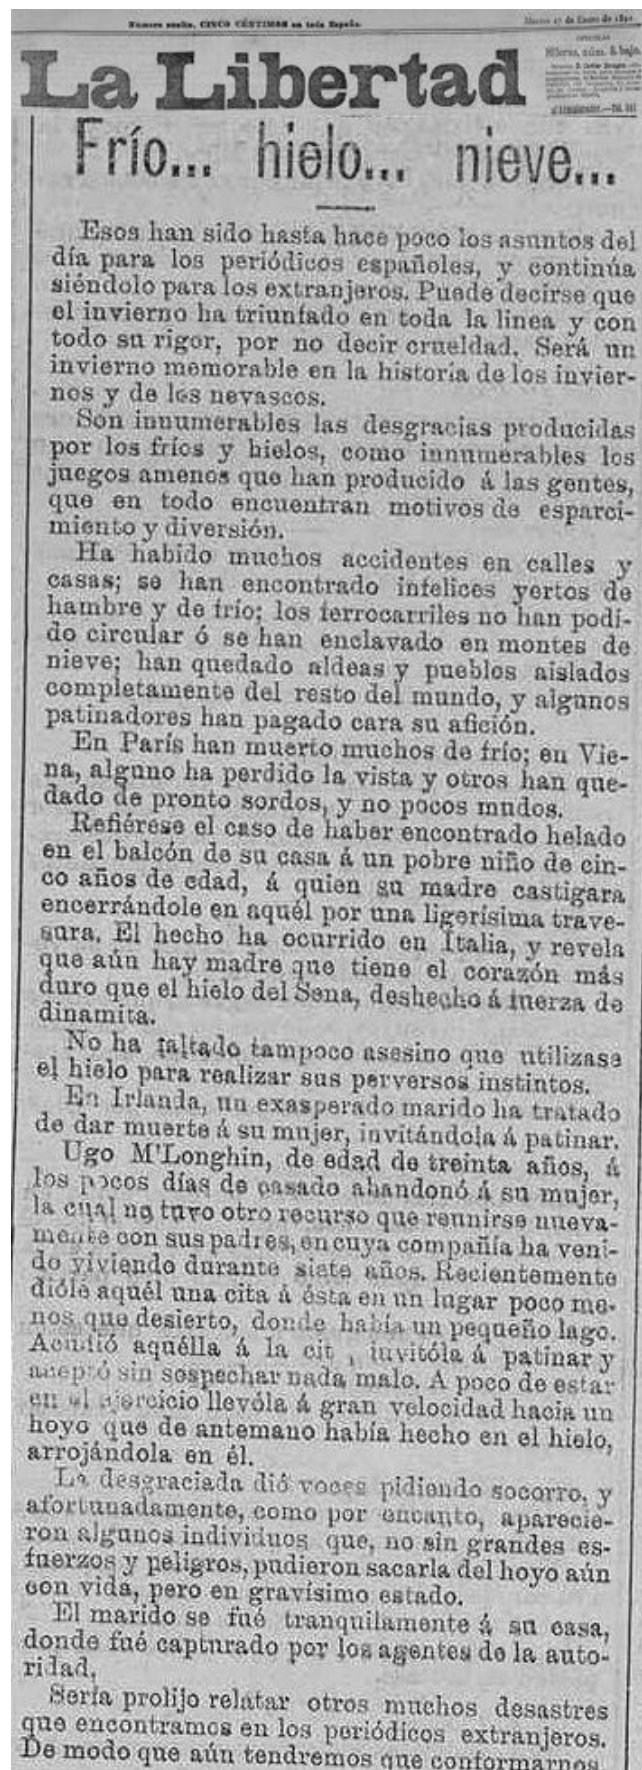 Número suelto, CINCO CÉNTIMOS en toda España.
Martes 27 de Enero de 1891
La Libertad
OFICINAS
Hileras, núm. 8, bajo.
Frío... hielo... nieve...
Esos han sido hasta hace poco los asuntos del
día para los periódicos españoles, y continúa
siéndolo para los extranjeros. Puede decirse que
el invierno ha triunfado en toda la linea y con
todo su rigor, por no decir crueldad. Será un
invierno memorable en la historia de los invier-
nos y de los nevascos.
Son innumerables las desgracias producidas
por los fríos y hielos, como innumerables los
juegos amenos que han producido á las gentes,
que en todo encuentran motivos de esparci-
miento y diversión.
Ha habido muchos accidentes en calles y
casas; se han encontrado infelices yertos de
hambre y de frío; los ferrocarriles no han podi-
do circular ó se han enclavado en montes de
nieve; han quedado aldeas y pueblos aislados
completamente del resto del mundo, y algunos
patinadores han pagado cara su afición.
En París han muerto muchos de frío; en Vie-
na, alguno ha perdido la vista y otros han que-
dado de pronto sordos, y no pocos mudos.
Refiérese el caso de haber encontrado helado
en el balcón de su casa á un pobre niño de cin-
co años de edad, á quien su madre castigara
encerrándole en aquél por una ligerísima trave-
sura. El hecho ha ocurrido en Italia, y revela
que aún hay madre que tiene el corazón más
duro que el hielo del Sena, deshecho á fuerza de
dinamita.
No ha faltado tampoco asesino que utilizase
el hielo para realizar sus perversos instintos.
En Irlanda, un exasperado marido ha tratado
de dar muerte á su mujer, invitándola á patinar.
Ugo M'Longhin, de edad de treinta años, á
los pocos días de casado abandonó á su mujer,
la cual no tuvo otro recurso que reunirse nueva-
mente con sus padres, en cuya compañía ha veni-
do viviendo durante siete años. Recientemente
dióle aquél una cita á ésta en un lugar poco me-
nos que desierto, donde había un pequeño lago.
Acudió aquélla á la cit , invitóla á patinar y
aceptó sin sospechar nada malo. A poco de estar
en el ejercicio llevóla á gran velocidad hacia un
hoyo que de antemano había hecho en el hielo,
arrojándola en él.
La desgraciada dió voces pidiendo socorro, y
afortunadamente, como por encanto, aparecie-
ron algunos individuos que, no sin grandes es-
fuerzos y peligros, pudieron sacarla del hoyo aún
con vida, pero en gravísimo estado.
El marido se fué tranquilamente á su casa,
donde fué capturado por los agentes de la auto-
ridad.
Sería prolijo relatar otros muchos desastres
que encontramos en los periódicos extranjeros.
De modo que aún tendremos que conformarnos